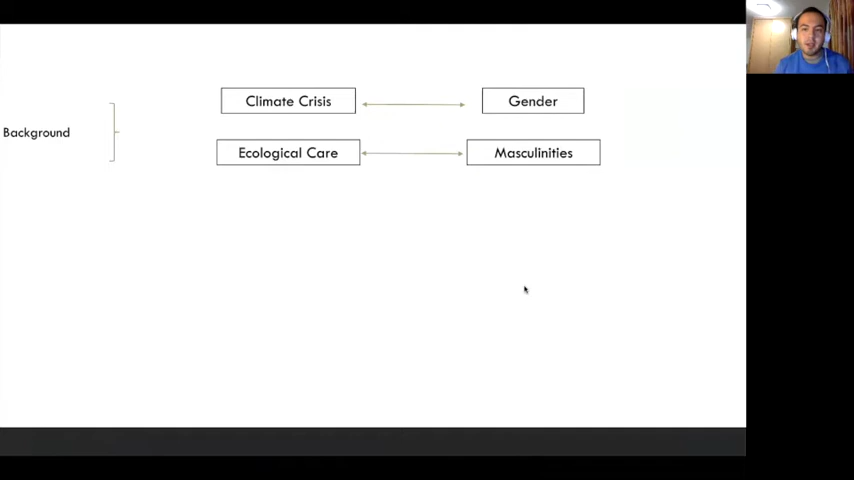 Climate Crisis
Gender
Background
Ecological Care
Masculinities